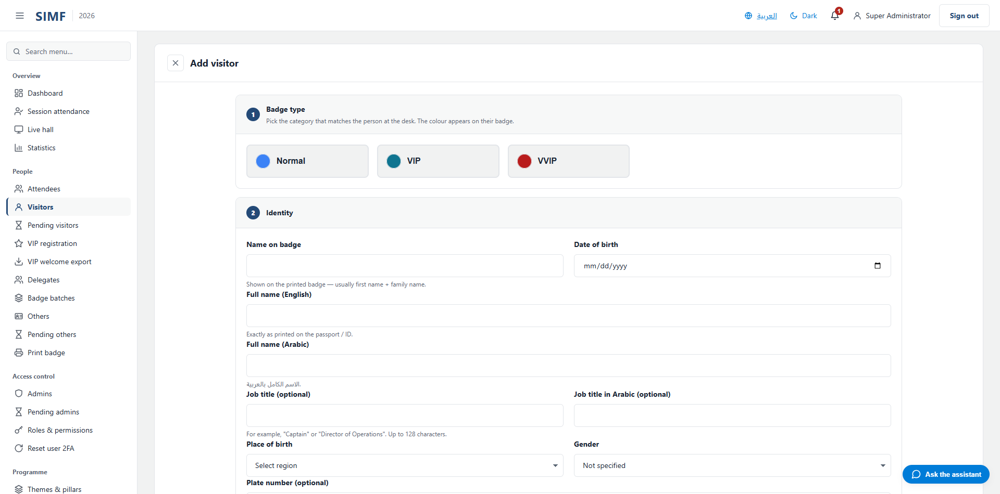 SIMF
2026
العربية
Dark
1
Super Administrator
Sign out
Search menu...
Overview
Dashboard
Session attendance
Live hall
Statistics
People
Attendees
Visitors
Pending visitors
VIP registration
VIP welcome export
Delegates
Badge batches
Others
Pending others
Print badge
Access control
Admins
Pending admins
Roles & permissions
Reset user 2FA
Programme
Themes & pillars
Add visitor
1
Badge type
Pick the category that matches the person at the desk. The colour appears on their badge.
Normal
VIP
VVIP
2
Identity
Name on badge
Date of birth
mm/dd/yyyy
Shown on the printed badge — usually first name + family name.
Full name (English)
Exactly as printed on the passport / ID.
Full name (Arabic)
الاسم الكامل بالعربية.
Job title (optional)
Job title in Arabic (optional)
For example, "Captain" or "Director of Operations". Up to 128 characters.
Place of birth
Gender
Select region
Not specified
Plate number (optional)
Ask the assistant